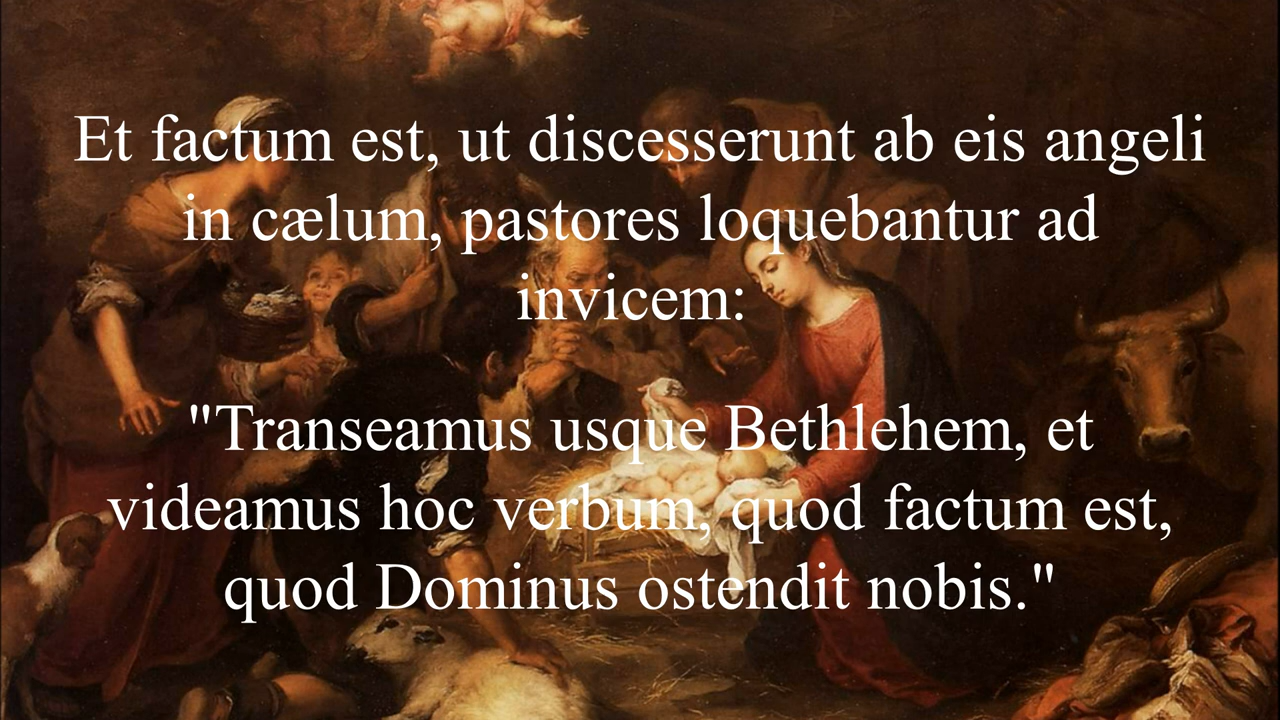 Et factum est, ut discesserunt ab eis angeli
in cælum, pastores loquebantur ad
invicem:
"Transeamus usque Bethlehem, et
videamus hoc verbum, quod factum est,
quod Dominus ostendit nobis."